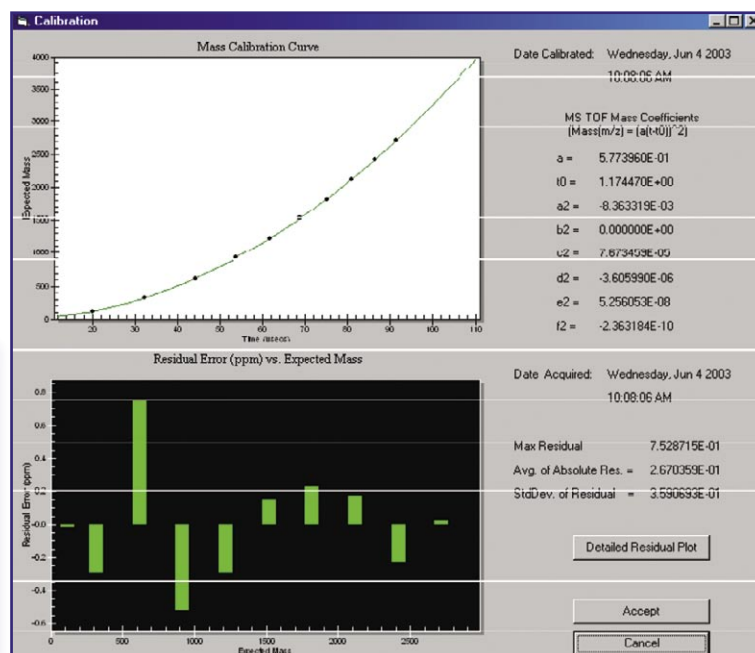 Calibration
Mass Calibration Curve
4000
3500
3000
2500
2000
1500
1000
500
0
Expected Mass
20 30 40 50 60 70 80 90 100 110
Time (usecs)
Date Calibrated: Wednesday, Jun 4 2003
10:08:06 AM
MS TOF Mass Coefficients
(Mass(m/z) = (a(t-t0))^2)
a = 5.773960E-01
t0 = 1.174470E+00
a2 = -8.363319E-03
b2 = 0.000000E+00
c2 = 7.673459E-05
d2 = -3.605990E-06
e2 = 5.256053E-08
f2 = -2.363184E-10
Residual Error (ppm) vs. Expected Mass
0.8
0.6
0.4
0.2
-0.0
-0.2
-0.4
-0.6
Residual Error (ppm)
0 500 1000 1500 2000 2500
Expected Mass
Date Acquired: Wednesday, Jun 4 2003
10:08:06 AM
Max Residual 7.528715E-01
Avg. of Absolute Res. = 2.670359E-01
StdDev. of Residual = 3.590693E-01
Detailed Residual Plot
Accept
Cancel